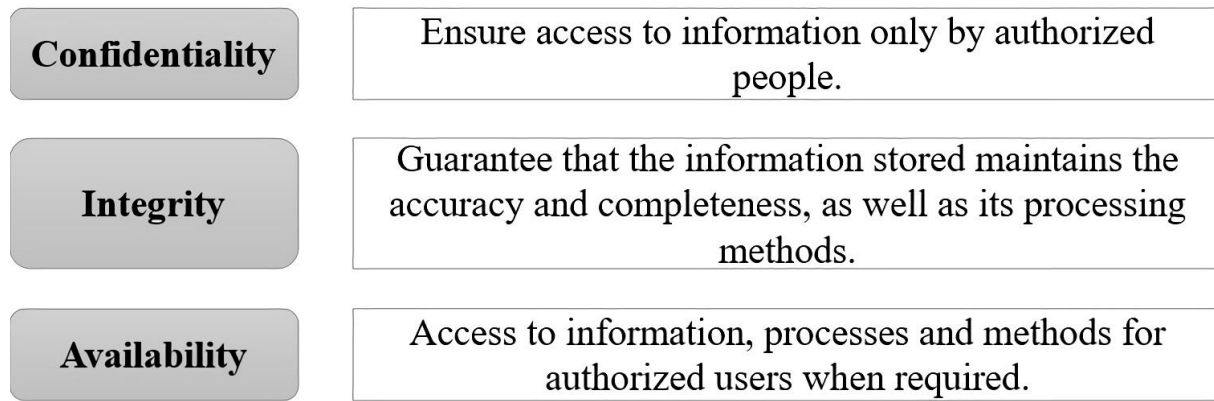 Confidentiality
Ensure access to information only by authorized
people.
Integrity
Guarantee that the information stored maintains the
accuracy and completeness, as well as its processing
methods.
Availability
Access to information, processes and methods for
authorized users when required.